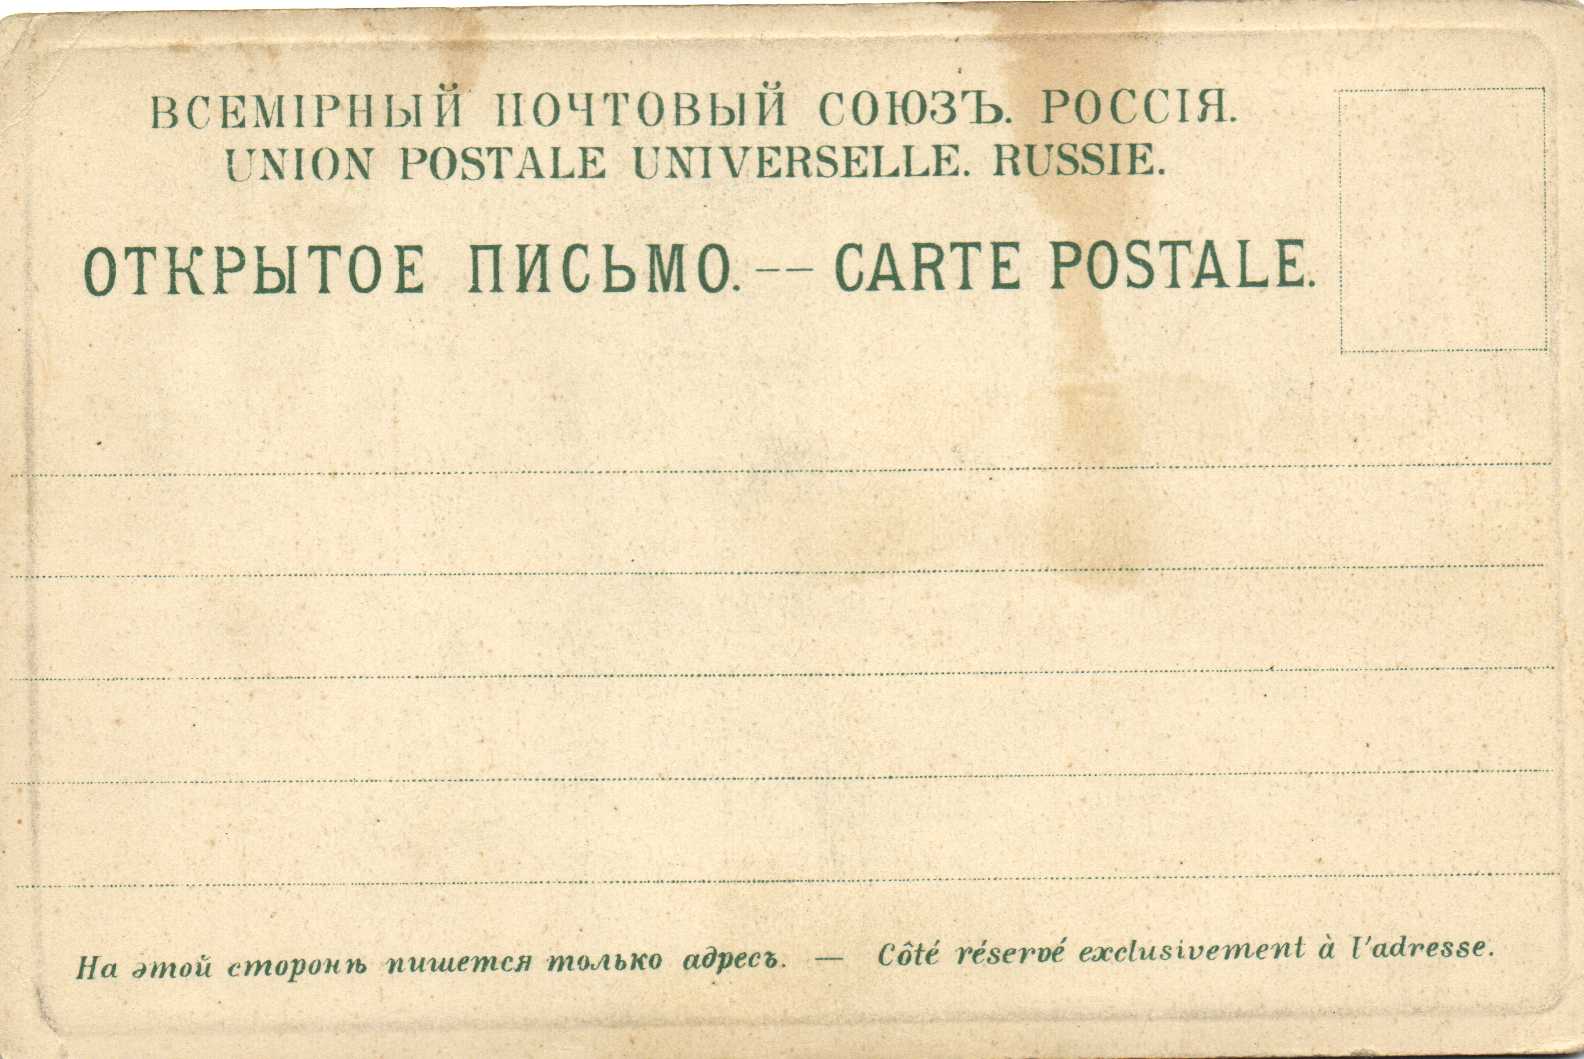 ВСЕМІРНЫЙ ПОЧТОВЫЙ СОЮЗЪ. РОССІЯ.
UNION POSTALE UNIVERSELLE. RUSSIE.
ОТКРЫТОЕ ПИСЬМО. -- CARTE POSTALE.
На этой сторонѣ пишется только адресъ. — Côté réservé exclusivement à l'adresse.